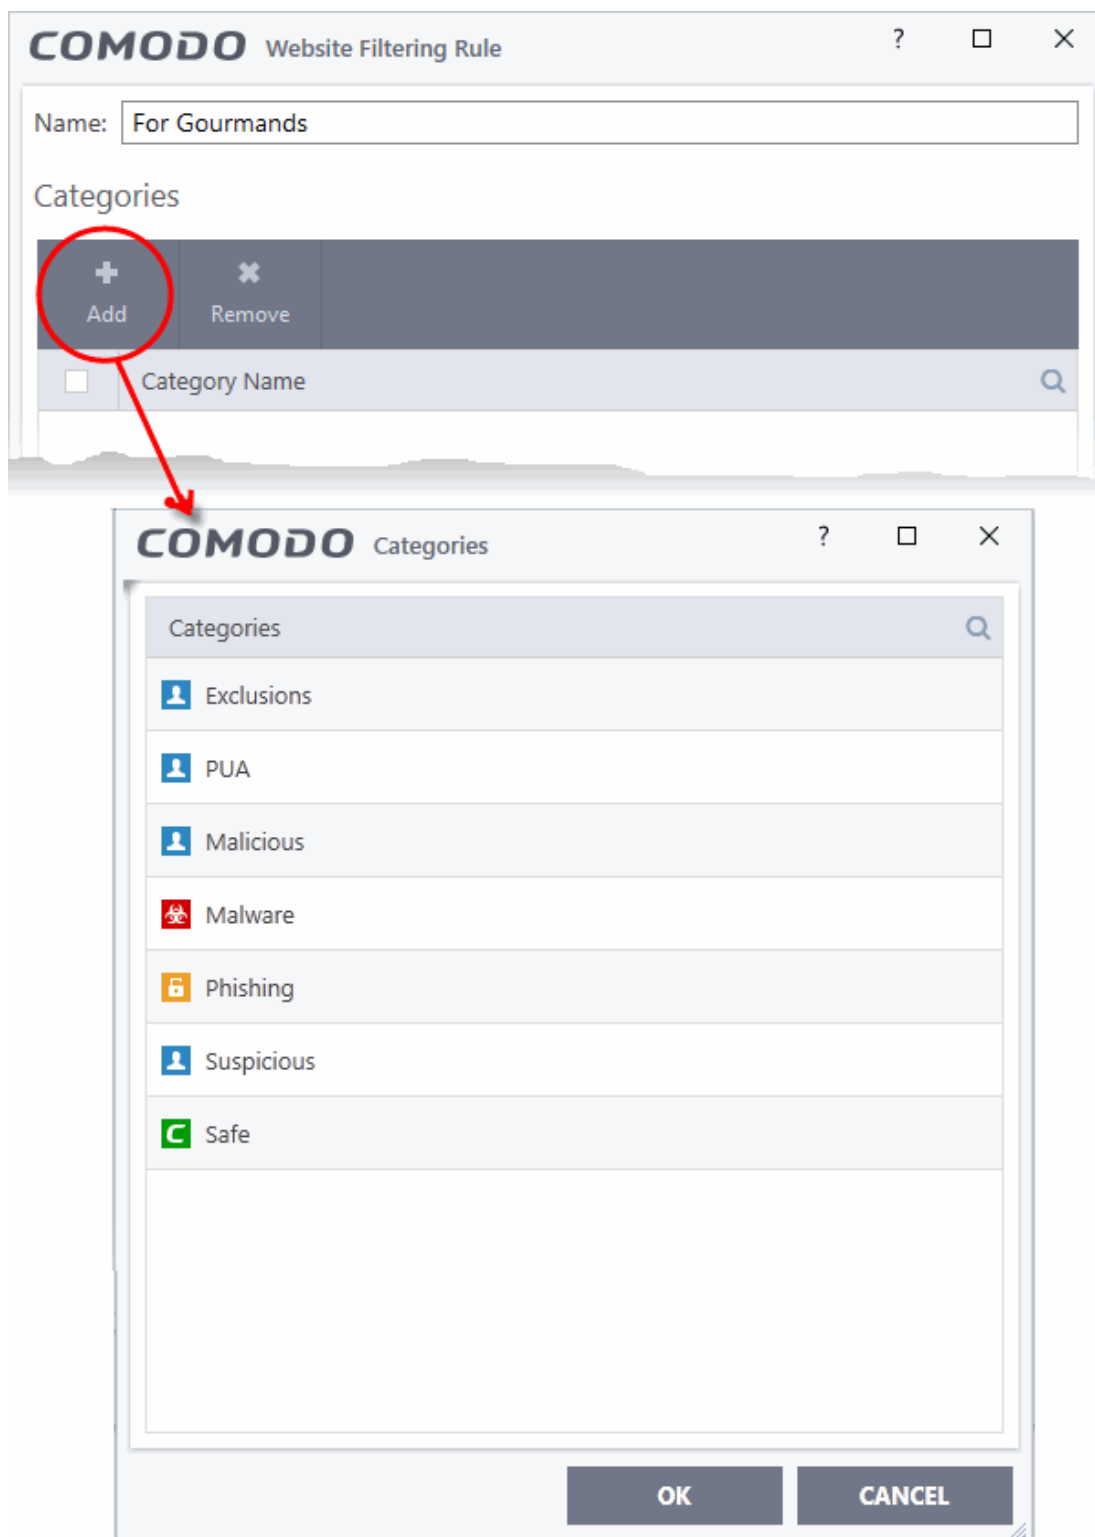 COMODO Website Filtering Rule ?
Name: For Gourmands
Categories
Add Remove
Category Name
COMODO Categories ?
Categories
Exclusions
PUA
Malicious
Malware
Phishing
Suspicious
C Safe
OK CANCEL